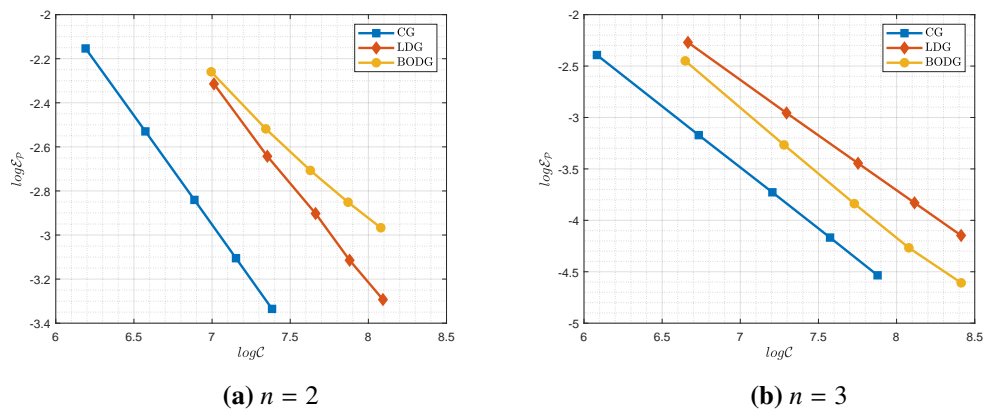 -2
-2.2
-2.4
-2.6
-2.8
-3
-3.2
-3.4
logℰ𝒫
6
6.5
7
7.5
8
8.5
log𝒞
CG
LDG
BODG
(a) n = 2
-2
-2.5
-3
-3.5
-4
-4.5
-5
logℰ𝒫
6
6.5
7
7.5
8
8.5
log𝒞
CG
LDG
BODG
(b) n = 3